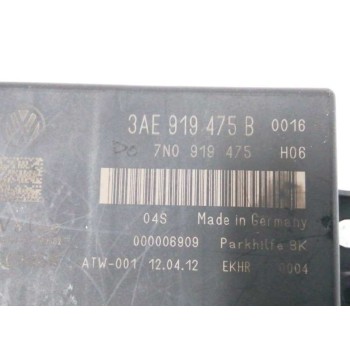 3AE 919 475 B 0016
7N0 919 475 H06
04S Made in Germany
000006909 Parkhilfe 8K
ATW-001 12.04.12 EKHR 0004